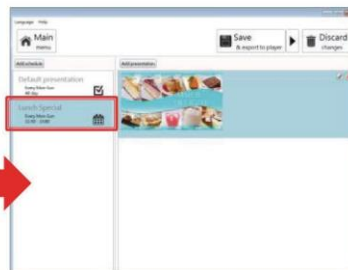 Language Help
Main
menu
Save
& export to player
Discard
changes
Add schedule
Add presentation
Default presentation
Every Mon-Sun
All day
Lunch Special
Every Mon-Sun